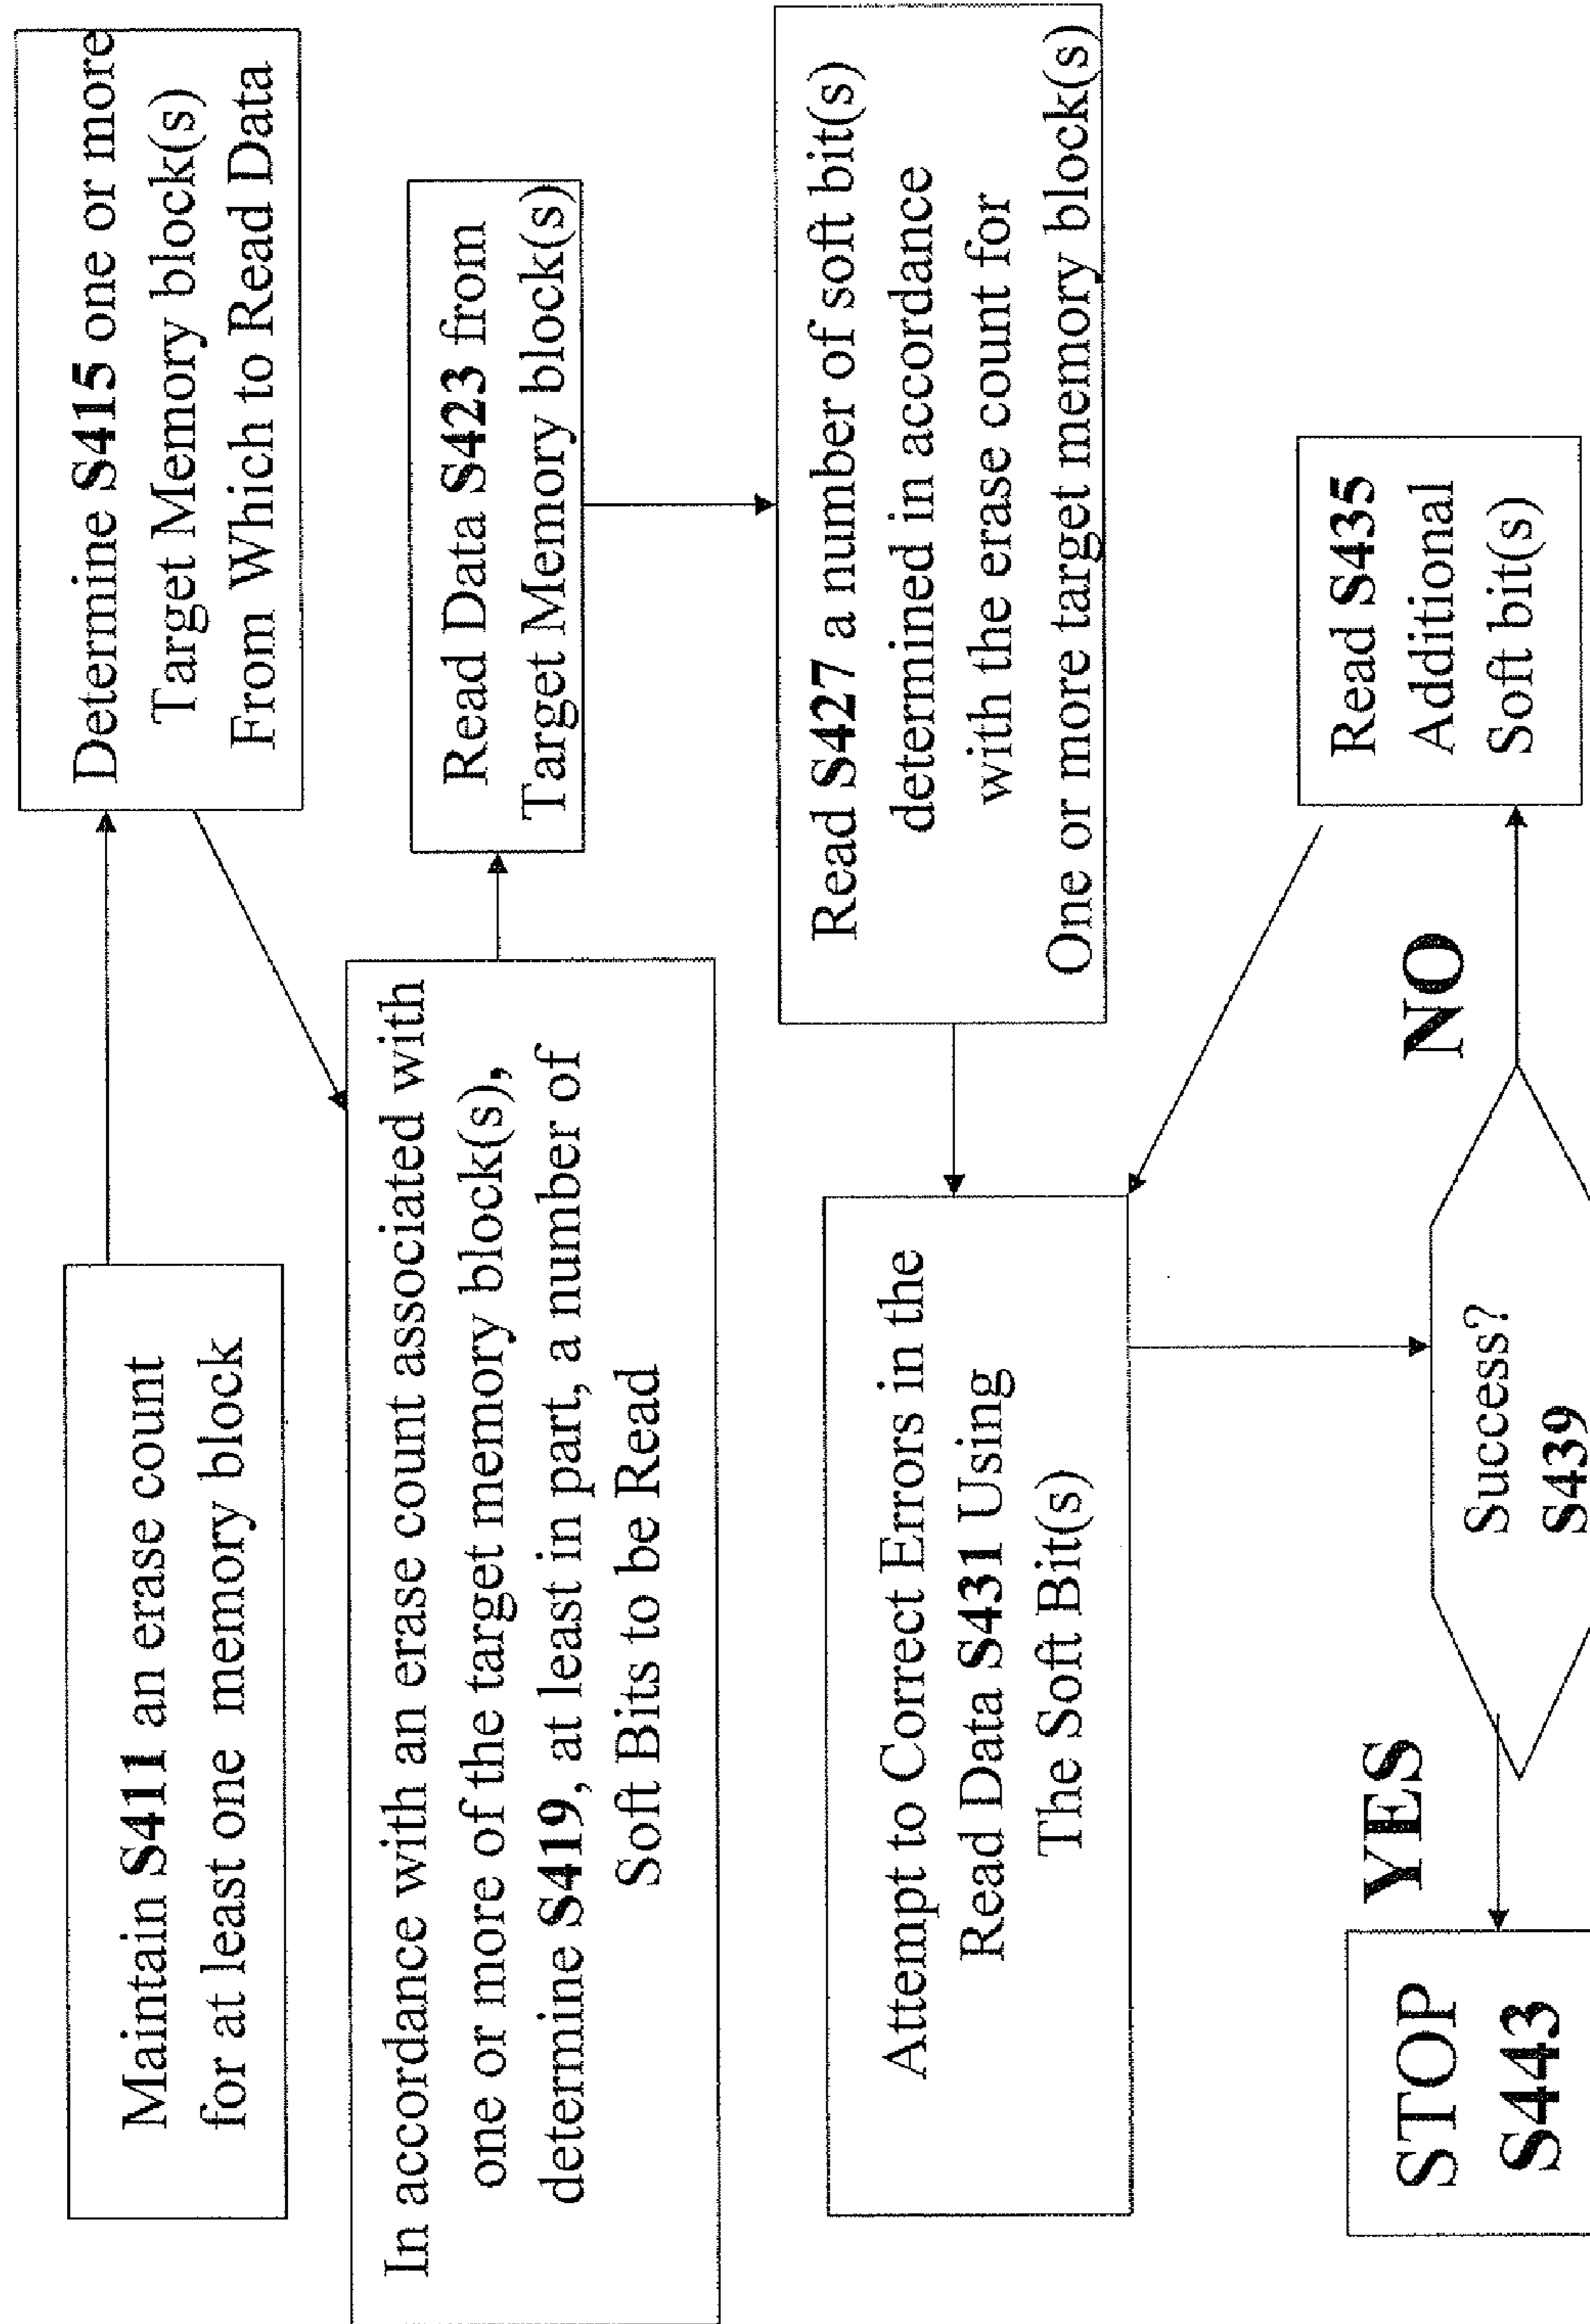 Maintain S411 an erase count
for at least one memory block
Determine S415 one or more
Target Memory block(s)
From Which to Read Data
In accordance with an erase count associated with
one or more of the target memory block(s),
determine S419, at least in part, a number of
Soft Bits to be Read
Read Data S423 from
Target Memory block(s)
Read S427 a number of soft bit(s)
determined in accordance
with the erase count for
One or more target memory block(s)
Attempt to Correct Errors in the
Read Data S431 Using
The Soft Bit(s)
Read S435
Additional
Soft bit(s)
NO
Success?
S439
YES
STOP
S443